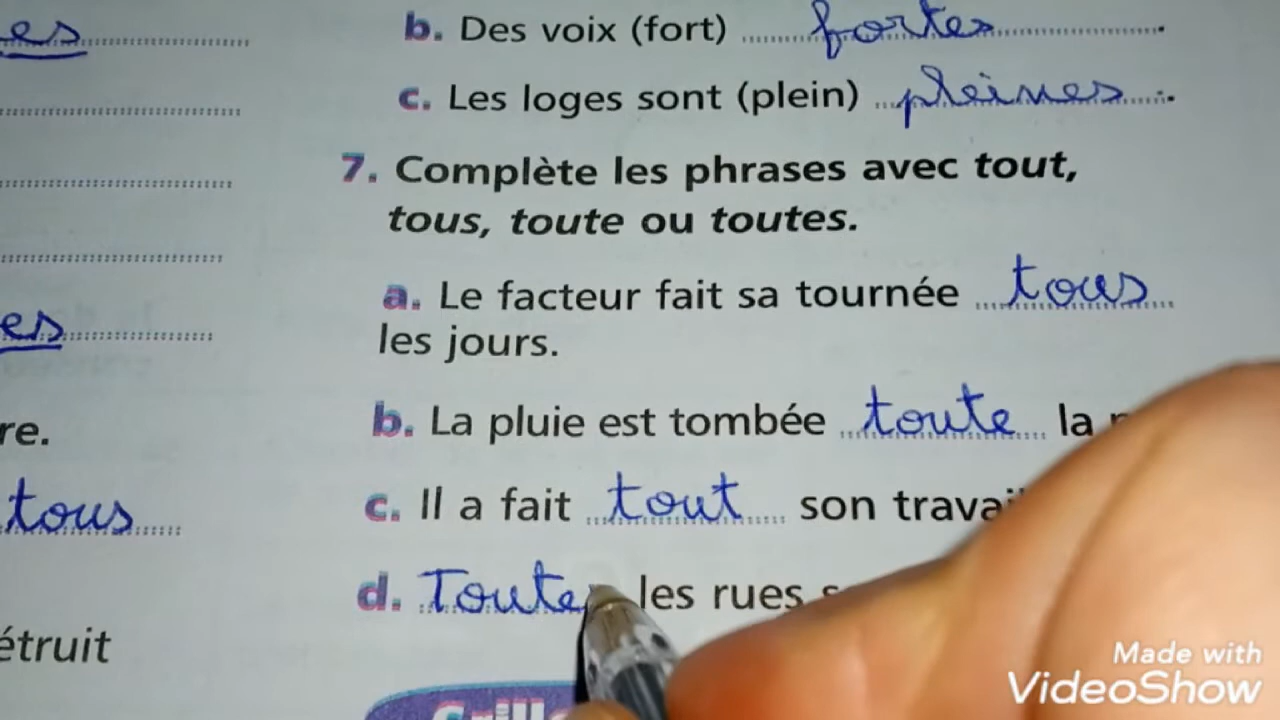 es
b. Des voix (fort) fortes.
c. Les loges sont (plein) pleines.
7. Complète les phrases avec tout,
tous, toute ou toutes.
a. Le facteur fait sa tournée tous
les jours.
es
b. La pluie est tombée toute la
re.
c. Il a fait tout son travail
tous
d. Toutes les rues
étruit
Made with
VideoShow